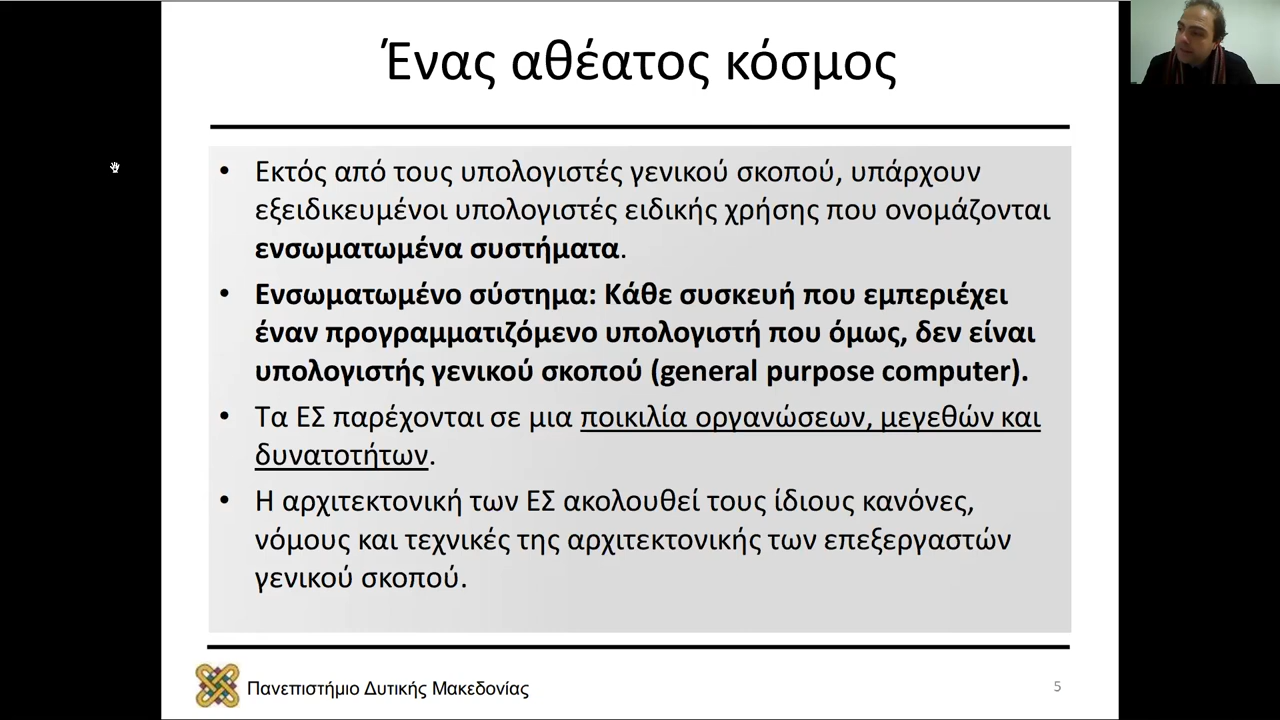 Ένας αθέατος κόσμος
• Εκτός από τους υπολογιστές γενικού σκοπού, υπάρχουν
εξειδικευμένοι υπολογιστές ειδικής χρήσης που ονομάζονται
ενσωματωμένα συστήματα.
• Ενσωματωμένο σύστημα: Κάθε συσκευή που εμπεριέχει
έναν προγραμματιζόμενο υπολογιστή που όμως, δεν είναι
υπολογιστής γενικού σκοπού (general purpose computer).
• Τα ΕΣ παρέχονται σε μια ποικιλία οργανώσεων, μεγεθών και
δυνατοτήτων.
• Η αρχιτεκτονική των ΕΣ ακολουθεί τους ίδιους κανόνες,
νόμους και τεχνικές της αρχιτεκτονικής των επεξεργαστών
γενικού σκοπού.
Πανεπιστήμιο Δυτικής Μακεδονίας
5